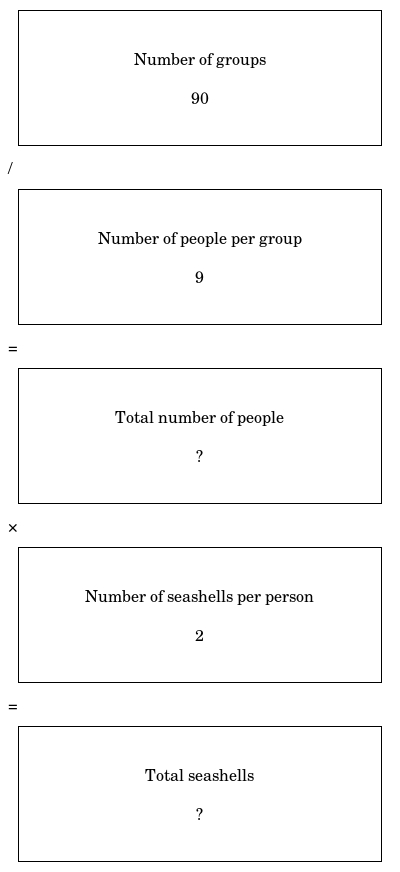 Number of groups
90
/
Number of people per group
9
=
Total number of people
?
×
Number of seashells per person
2
=
Total seashells
?